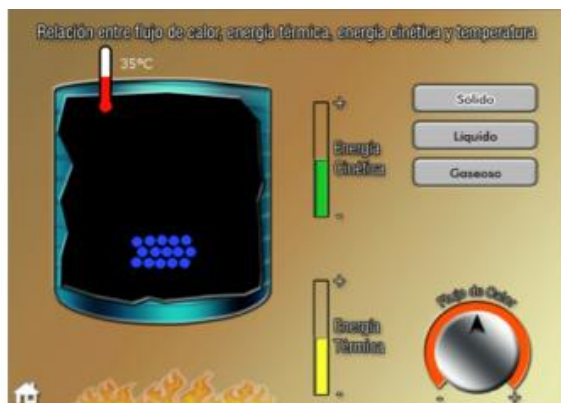 Relación entre flujo de calor, energía térmica, energía cinética y temperatura
35ºC
+
Energía
Cinética
-
Solido
Líquido
Gaseoso
+
Energía
Térmica
-
Flujo de Calor
- +